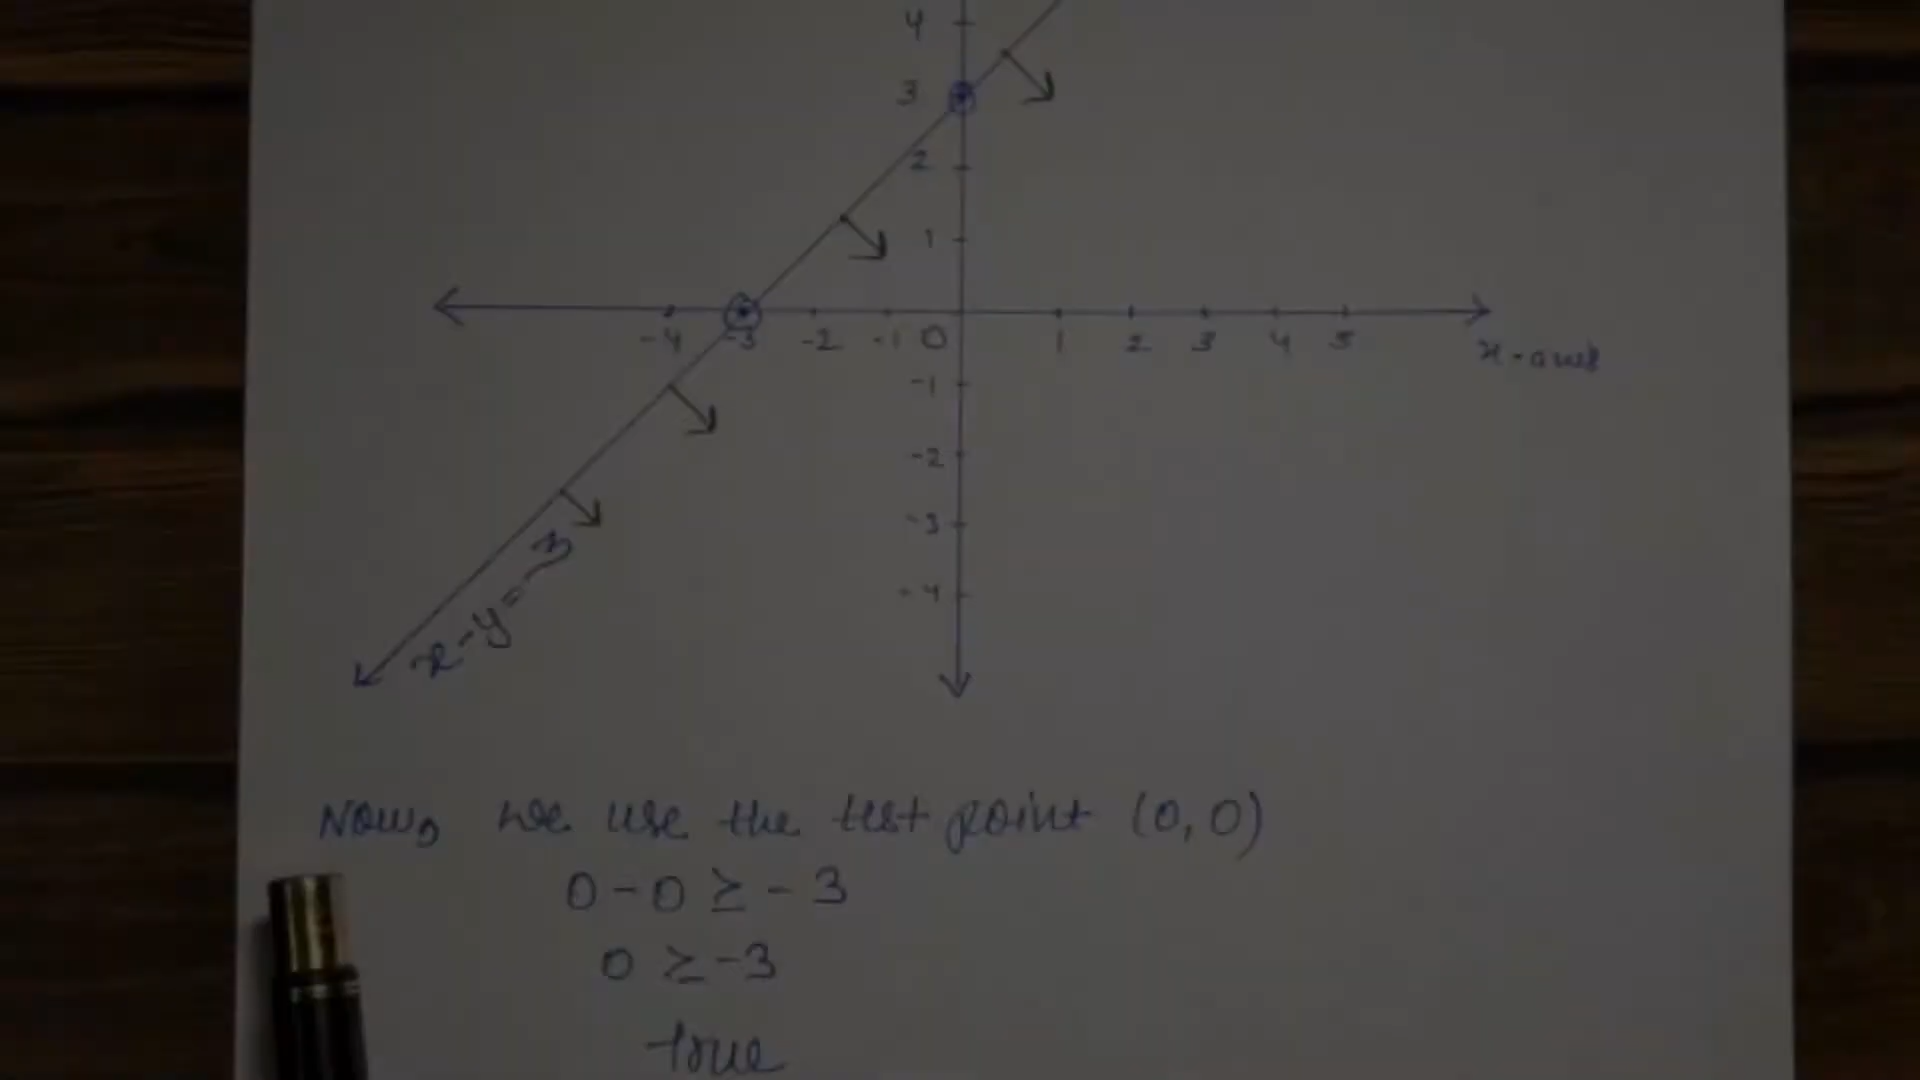 4
3
2
1
-4 -3 -2 -1 0 1 2 3 4 5
x-axis
-1
-2
-3
-4
x-y=-3
Now, we use the test point (0,0)
0-0 ≥ -3
0 ≥ -3
true